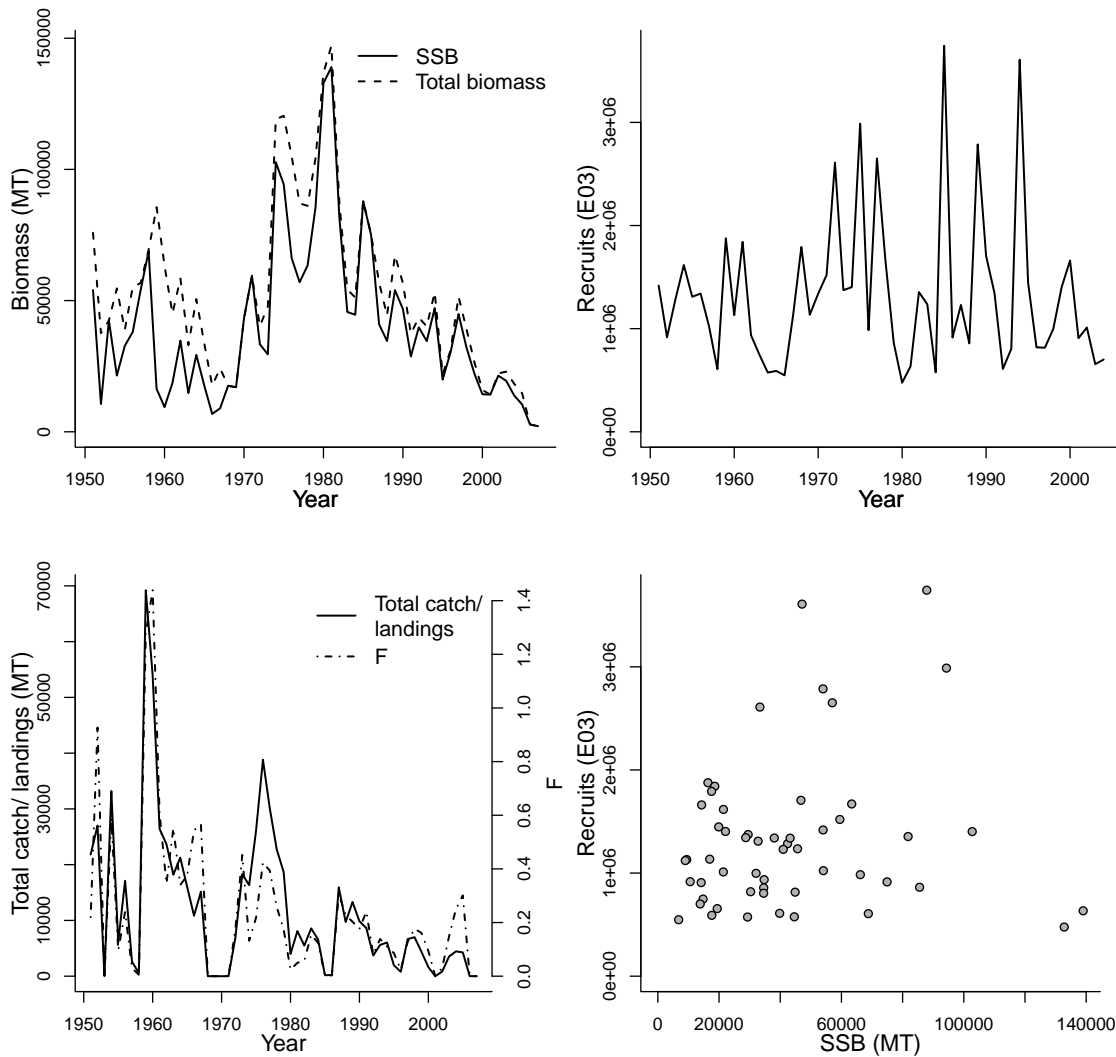 SSB
Total biomass
Biomass (MT)
0
50000
100000
150000
1950
1960
1970
1980
1990
2000
Year
Recruits (E03)
0e+00
1e+06
2e+06
3e+06
1950
1960
1970
1980
1990
2000
Year
Total catch/
landings
F
Total catch/ landings (MT)
0
10000
30000
50000
70000
0.0
0.2
0.4
0.6
0.8
1.0
1.2
1.4
F
1950
1960
1970
1980
1990
2000
Year
Recruits (E03)
0e+00
1e+06
2e+06
3e+06
0
20000
60000
100000
140000
SSB (MT)